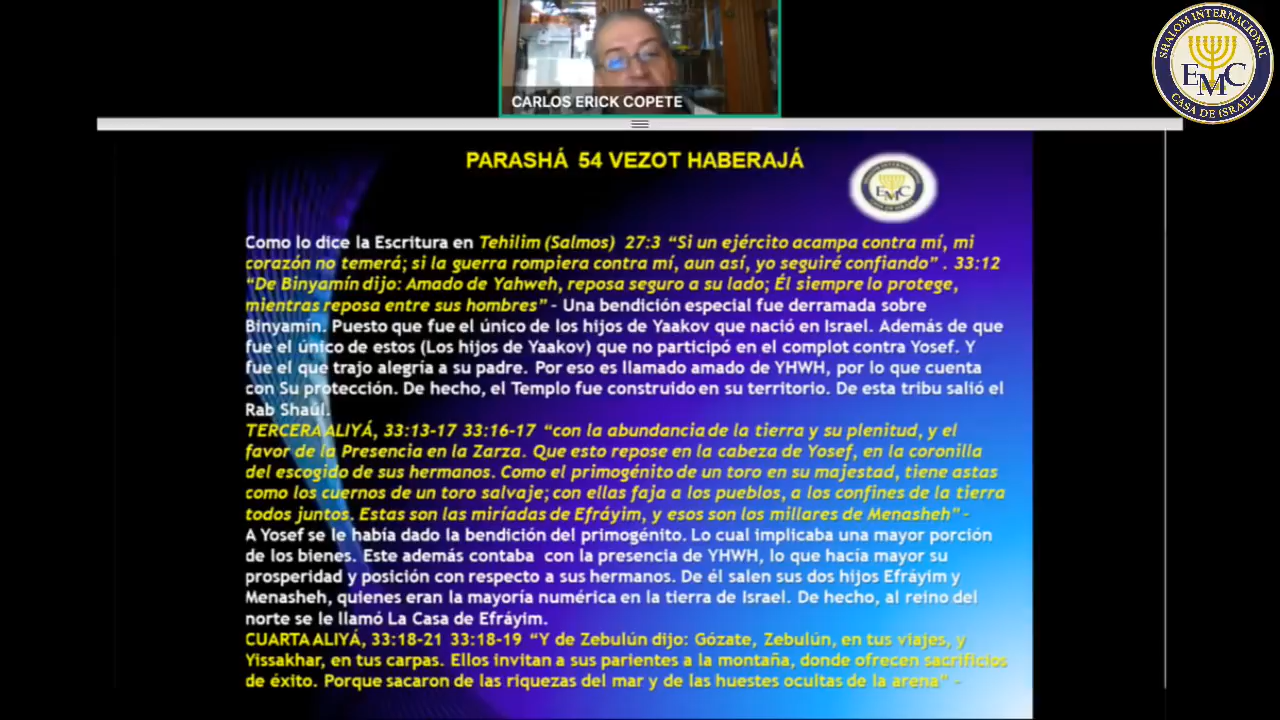 SHALOM INTERNACIONAL
EMC
CASA DE ISRAEL
CARLOS ERICK COPETE
PARASHÁ 54 VEZOT HABERAJÁ
EMC
Como lo dice la Escritura en Tehilim (Salmos) 27:3 “Si un ejército acampa contra mí, mi
corazón no temerá; si la guerra rompiera contra mí, aun así, yo seguiré confiando” . 33:12
“De Binyamín dijo: Amado de Yahweh, reposa seguro a su lado; Él siempre lo protege,
mientras reposa entre sus hombres” – Una bendición especial fue derramada sobre
Binyamín. Puesto que fue el único de los hijos de Yaakov que nació en Israel. Además de que
fue el único de estos (Los hijos de Yaakov) que no participó en el complot contra Yosef. Y
fue el que trajo alegría a su padre. Por eso es llamado amado de YHWH, por lo que cuenta
con Su protección. De hecho, el Templo fue construido en su territorio. De esta tribu salió el
Rab Shaúl.
TERCERA ALIYÁ, 33:13-17 33:16-17 “con la abundancia de la tierra y su plenitud, y el
favor de la Presencia en la Zarza. Que esto repose en la cabeza de Yosef, en la coronilla
del escogido de sus hermanos. Como el primogénito de un toro en su majestad, tiene astas
como los cuernos de un toro salvaje; con ellas faja a los pueblos, a los confines de la tierra
todos juntos. Estas son las miríadas de Efráyim, y esos son los millares de Menasheh” –
A Yosef se le había dado la bendición del primogénito. Lo cual implicaba una mayor porción
de los bienes. Este además contaba con la presencia de YHWH, lo que hacía mayor su
prosperidad y posición con respecto a sus hermanos. De él salen sus dos hijos Efráyim y
Menasheh, quienes eran la mayoría numérica en la tierra de Israel. De hecho, al reino del
norte se le llamó La Casa de Efráyim.
CUARTA ALIYÁ, 33:18-21 33:18-19 “Y de Zebulún dijo: Gózate, Zebulún, en tus viajes, y
Yissakhar, en tus carpas. Ellos invitan a sus parientes a la montaña, donde ofrecen sacrificios
de éxito. Porque sacaron de las riquezas del mar y de las huestes ocultas de la arena” –